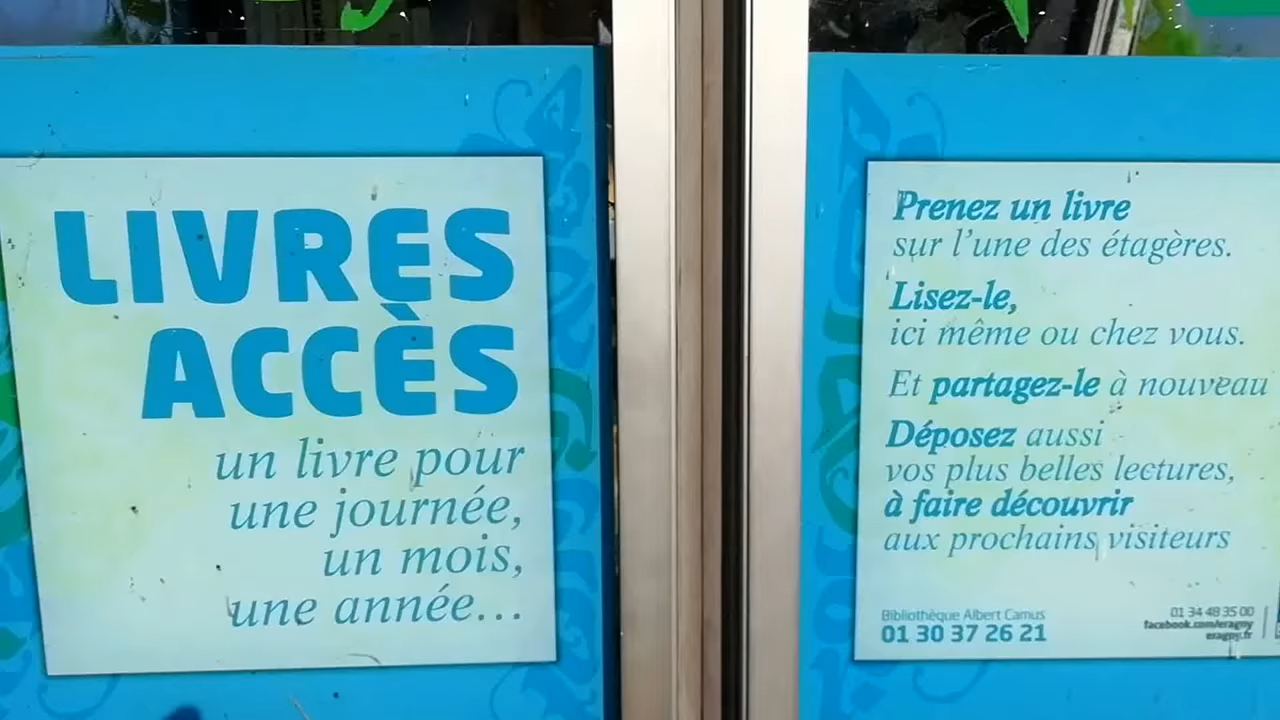 LIVRES
ACCÈS
un livre pour
une journée,
un mois,
une année...
Prenez un livre
sur l'une des étagères.
Lisez-le,
ici même ou chez vous.
Et partagez-le à nouveau
Déposez aussi
vos plus belles lectures,
à faire découvrir
aux prochains visiteurs
Bibliothèque Albert Camus
01 30 37 26 21
01 34 48 35 00
facebook.com/eragny
eragny.fr